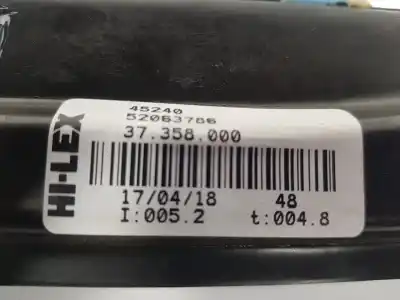 HI-LEX
45240
52063786
37.358.000
17/04/18 48
I:005.2 t:004.8